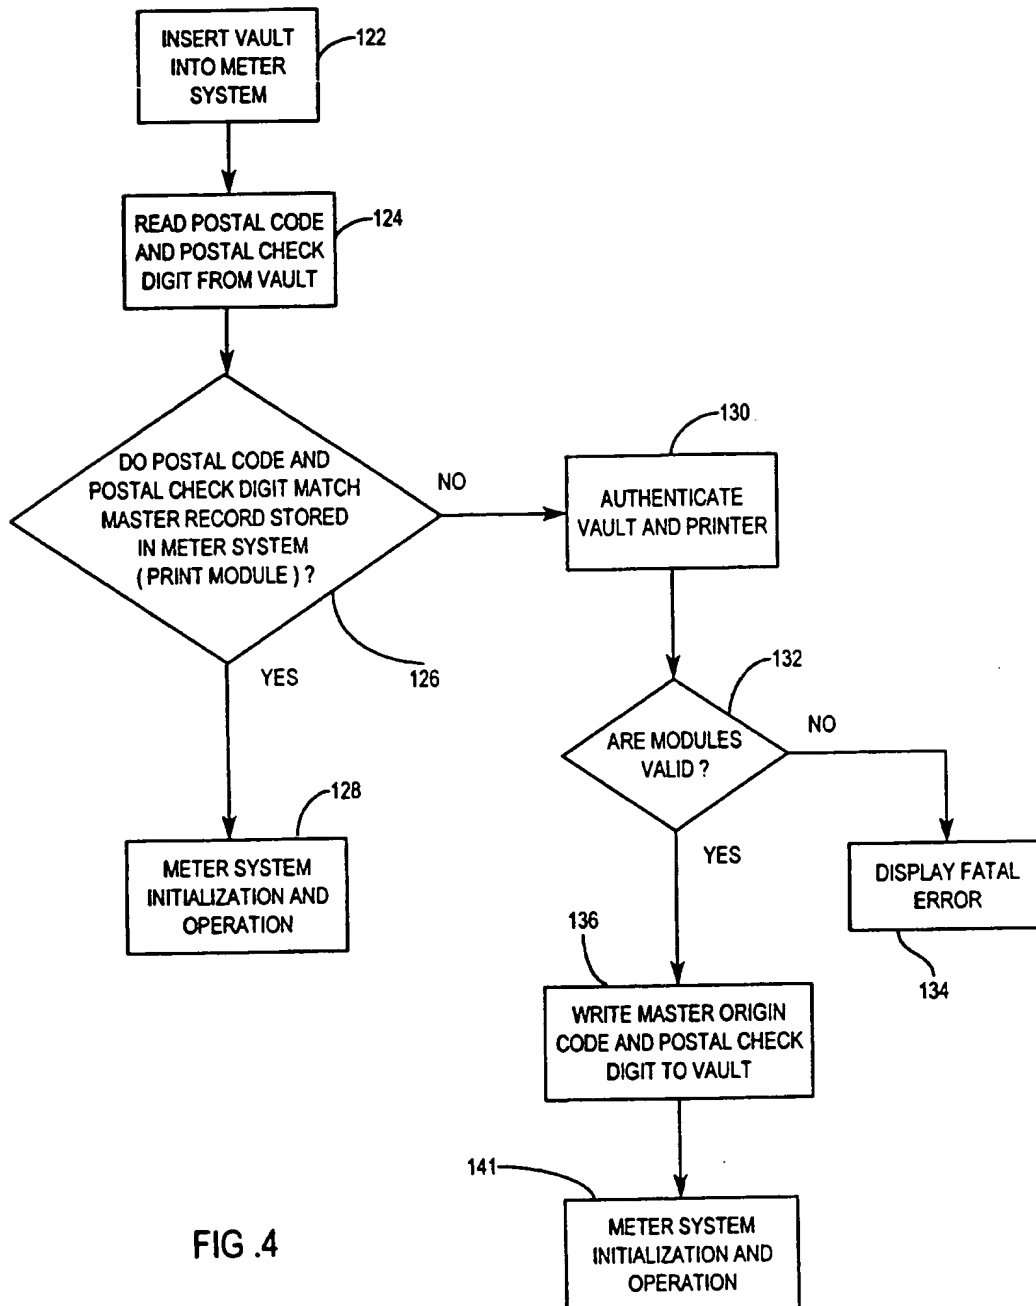 INSERT VAULT
INTO METER
SYSTEM
122
READ POSTAL CODE
AND POSTAL CHECK
DIGIT FROM VAULT
124
DO POSTAL CODE AND
POSTAL CHECK DIGIT MATCH
MASTER RECORD STORED
IN METER SYSTEM
( PRINT MODULE ) ?
126
NO
YES
130
AUTHENTICATE
VAULT AND PRINTER
132
ARE MODULES
VALID ?
NO
YES
128
METER SYSTEM
INITIALIZATION AND
OPERATION
DISPLAY FATAL
ERROR
134
136
WRITE MASTER ORIGIN
CODE AND POSTAL CHECK
DIGIT TO VAULT
141
METER SYSTEM
INITIALIZATION AND
OPERATION
FIG .4